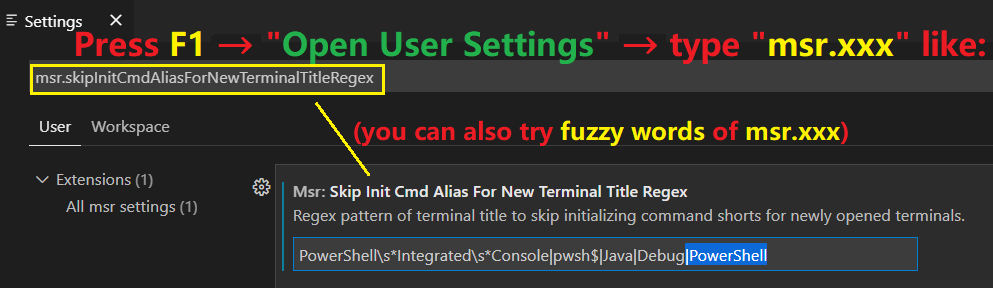 Settings
Press F1 → "Open User Settings" → type "msr.xxx" like:
msr.skipInitCmdAliasForNewTerminalTitleRegex
User Workspace
(you can also try fuzzy words of msr.xxx)
Extensions (1)
All msr settings (1)
Msr: Skip Init Cmd Alias For New Terminal Title Regex
Regex pattern of terminal title to skip initializing command shorts for newly opened terminals.
PowerShell\s*Integrated\s*Console|pwsh$|Java|Debug|PowerShell